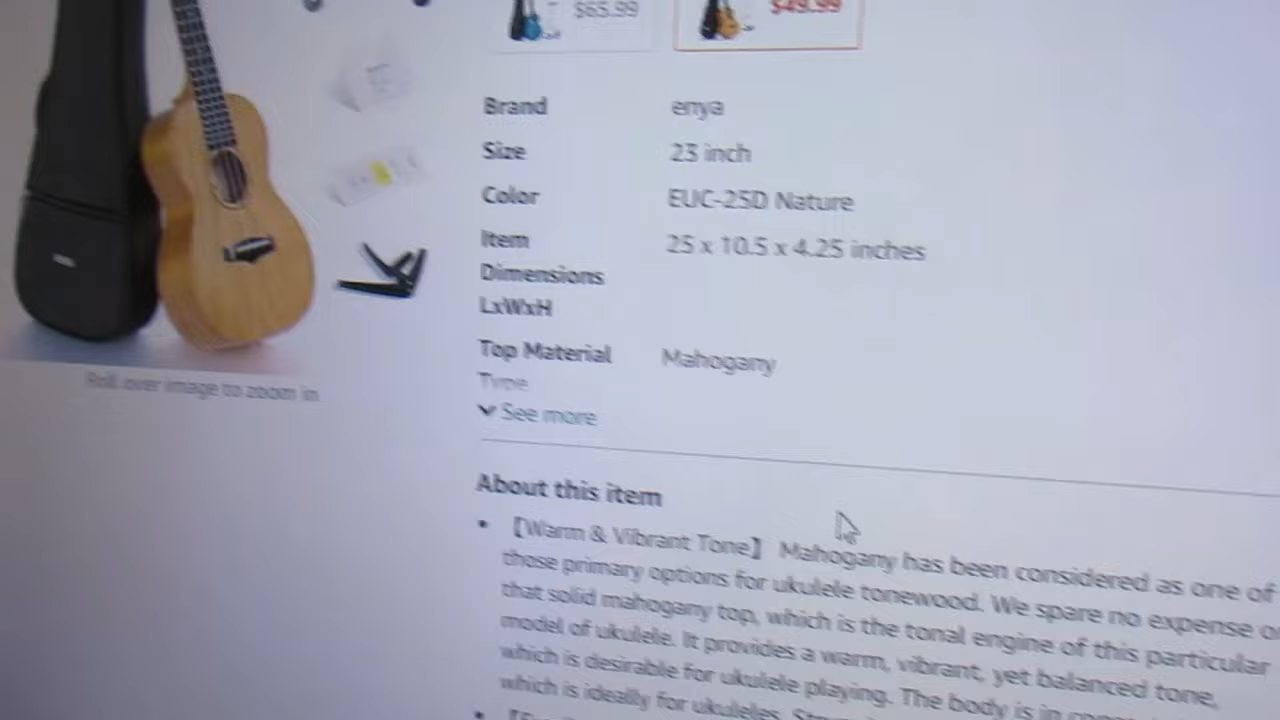 $65.99
$49.99
Brand enya
Size 23 inch
Color EUC-25D Nature
Item Dimensions LxWxH 25 x 10.5 x 4.25 inches
Top Material Type Mahogany
See more
Roll over image to zoom in
About this item
• 【Warm & Vibrant Tone】 Mahogany has been considered as one of
those primary options for ukulele tonewood. We spare no expense on
that solid mahogany top, which is the tonal engine of this particular
model of ukulele. It provides a warm, vibrant, yet balanced tone,
which is desirable for ukulele playing. The body is in
which is ideally for ukuleles.